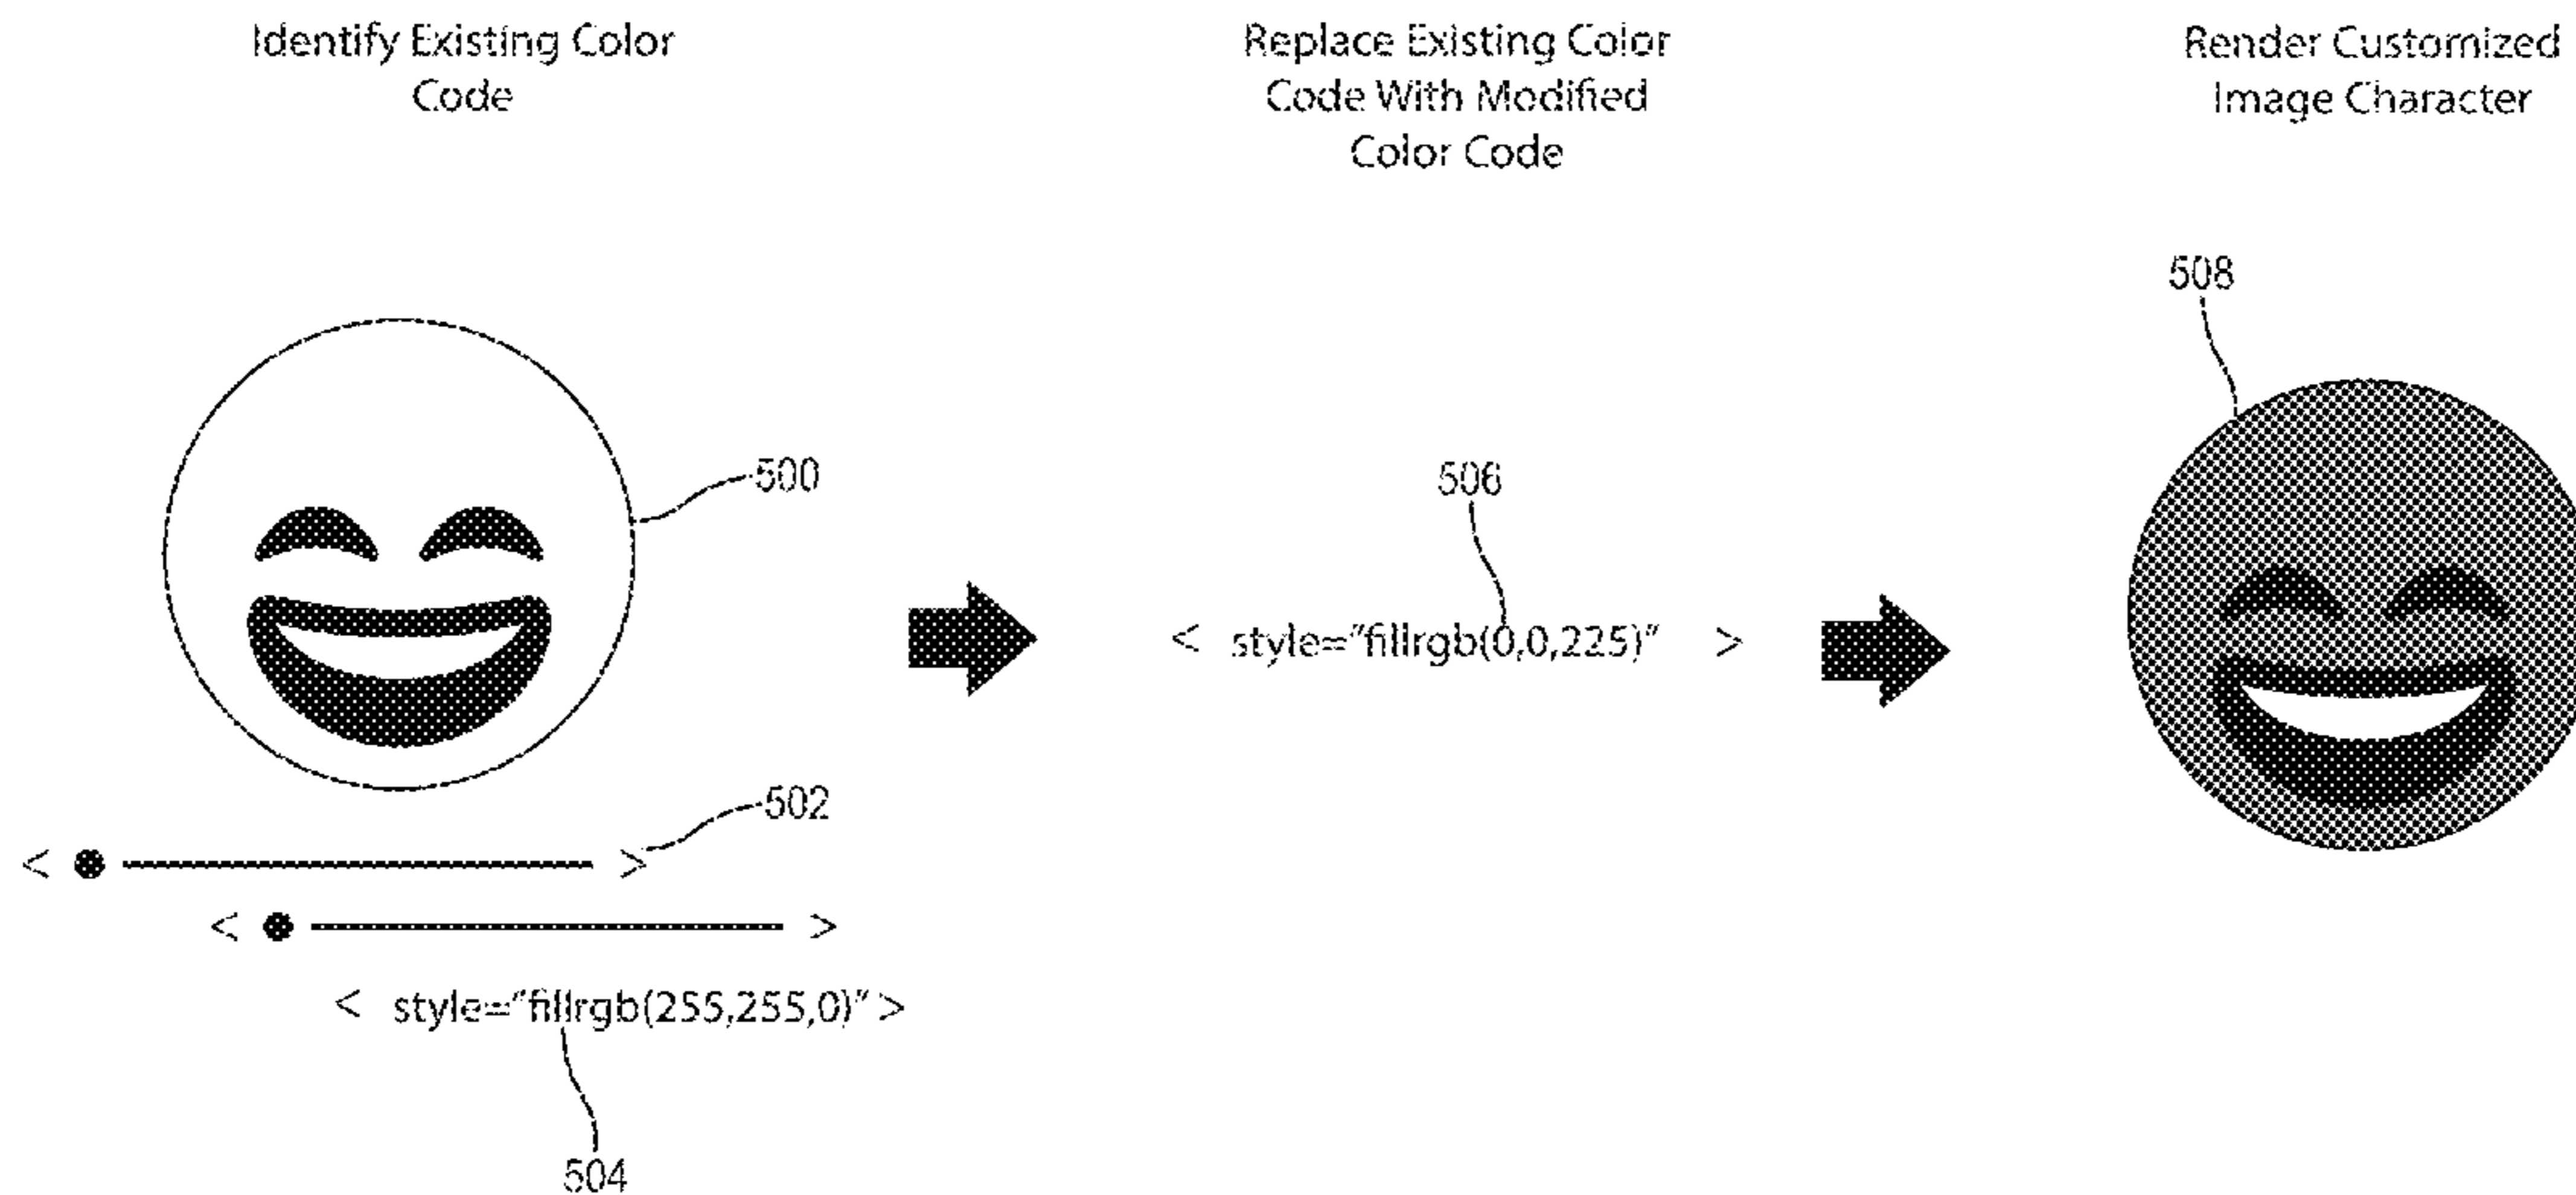 Identify Existing Color
Code
Replace Existing Color
Code With Modified
Color Code
Render Customized
Image Character
508
500
506
< style="fillrgb(0,0,225)" >
502
< >
< >
< style="fillrgb(255,255,0)" >
504